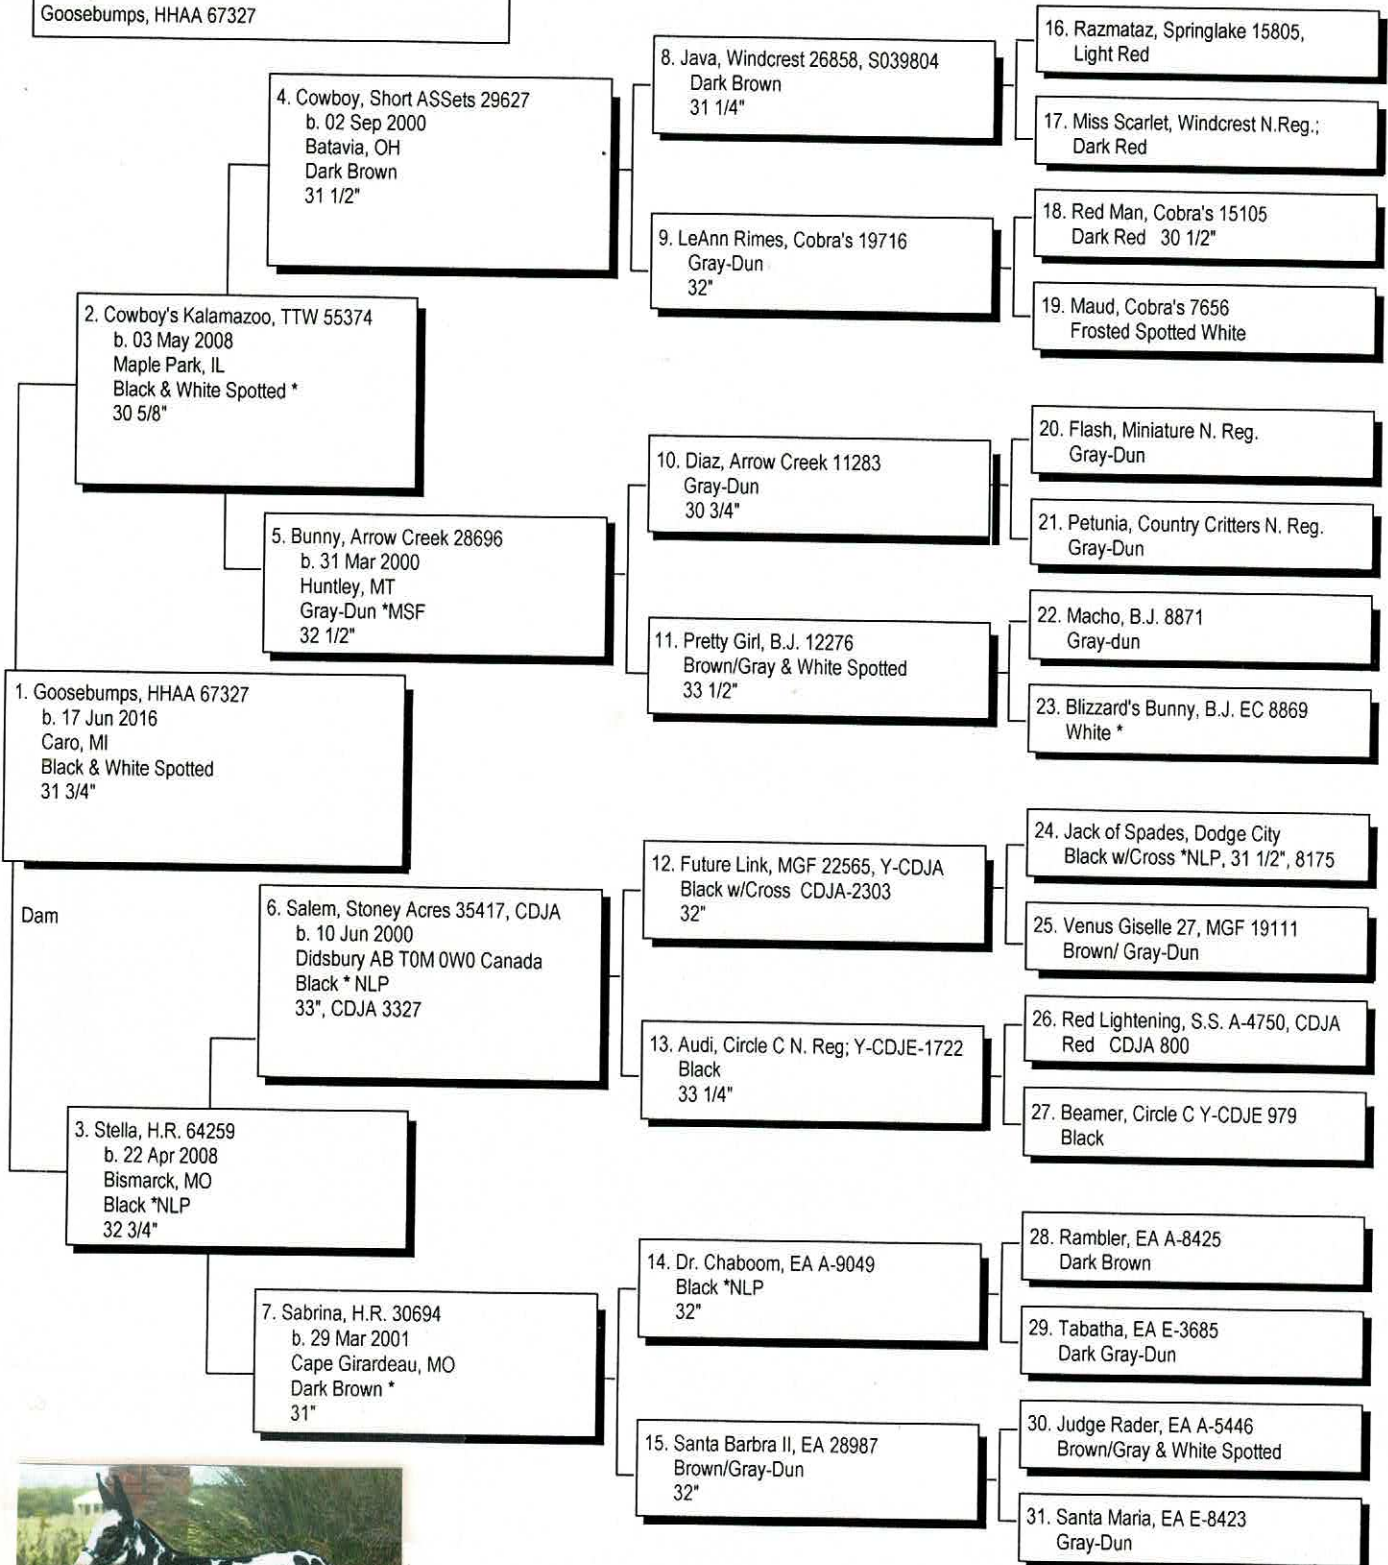 Goosebumps, HHAA 67327
1. Goosebumps, HHAA 67327
b. 17 Jun 2016
Caro, MI
Black & White Spotted
31 3/4"
Dam
2. Cowboy's Kalamazoo, TTW 55374
b. 03 May 2008
Maple Park, IL
Black & White Spotted *
30 5/8"
3. Stella, H.R. 64259
b. 22 Apr 2008
Bismarck, MO
Black *NLP
32 3/4"
4. Cowboy, Short ASSets 29627
b. 02 Sep 2000
Batavia, OH
Dark Brown
31 1/2"
5. Bunny, Arrow Creek 28696
b. 31 Mar 2000
Huntley, MT
Gray-Dun *MSF
32 1/2"
6. Salem, Stoney Acres 35417, CDJA
b. 10 Jun 2000
Didsbury AB T0M 0W0 Canada
Black * NLP
33", CDJA 3327
7. Sabrina, H.R. 30694
b. 29 Mar 2001
Cape Girardeau, MO
Dark Brown *
31"
8. Java, Windcrest 26858, S039804
Dark Brown
31 1/4"
9. LeAnn Rimes, Cobra's 19716
Gray-Dun
32"
10. Diaz, Arrow Creek 11283
Gray-Dun
30 3/4"
11. Pretty Girl, B.J. 12276
Brown/Gray & White Spotted
33 1/2"
12. Future Link, MGF 22565, Y-CDJA
Black w/Cross CDJA-2303
32"
13. Audi, Circle C N. Reg; Y-CDJE-1722
Black
33 1/4"
14. Dr. Chaboom, EA A-9049
Black *NLP
32"
15. Santa Barbra II, EA 28987
Brown/Gray-Dun
32"
16. Razmataz, Springlake 15805,
Light Red
17. Miss Scarlet, Windcrest N.Reg.;
Dark Red
18. Red Man, Cobra's 15105
Dark Red 30 1/2"
19. Maud, Cobra's 7656
Frosted Spotted White
20. Flash, Miniature N. Reg.
Gray-Dun
21. Petunia, Country Critters N. Reg.
Gray-Dun
22. Macho, B.J. 8871
Gray-dun
23. Blizzard's Bunny, B.J. EC 8869
White *
24. Jack of Spades, Dodge City
Black w/Cross *NLP, 31 1/2", 8175
25. Venus Giselle 27, MGF 19111
Brown/ Gray-Dun
26. Red Lightening, S.S. A-4750, CDJA
Red CDJA 800
27. Beamer, Circle C Y-CDJE 979
Black
28. Rambler, EA A-8425
Dark Brown
29. Tabatha, EA E-3685
Dark Gray-Dun
30. Judge Rader, EA A-5446
Brown/Gray & White Spotted
31. Santa Maria, EA E-8423
Gray-Dun